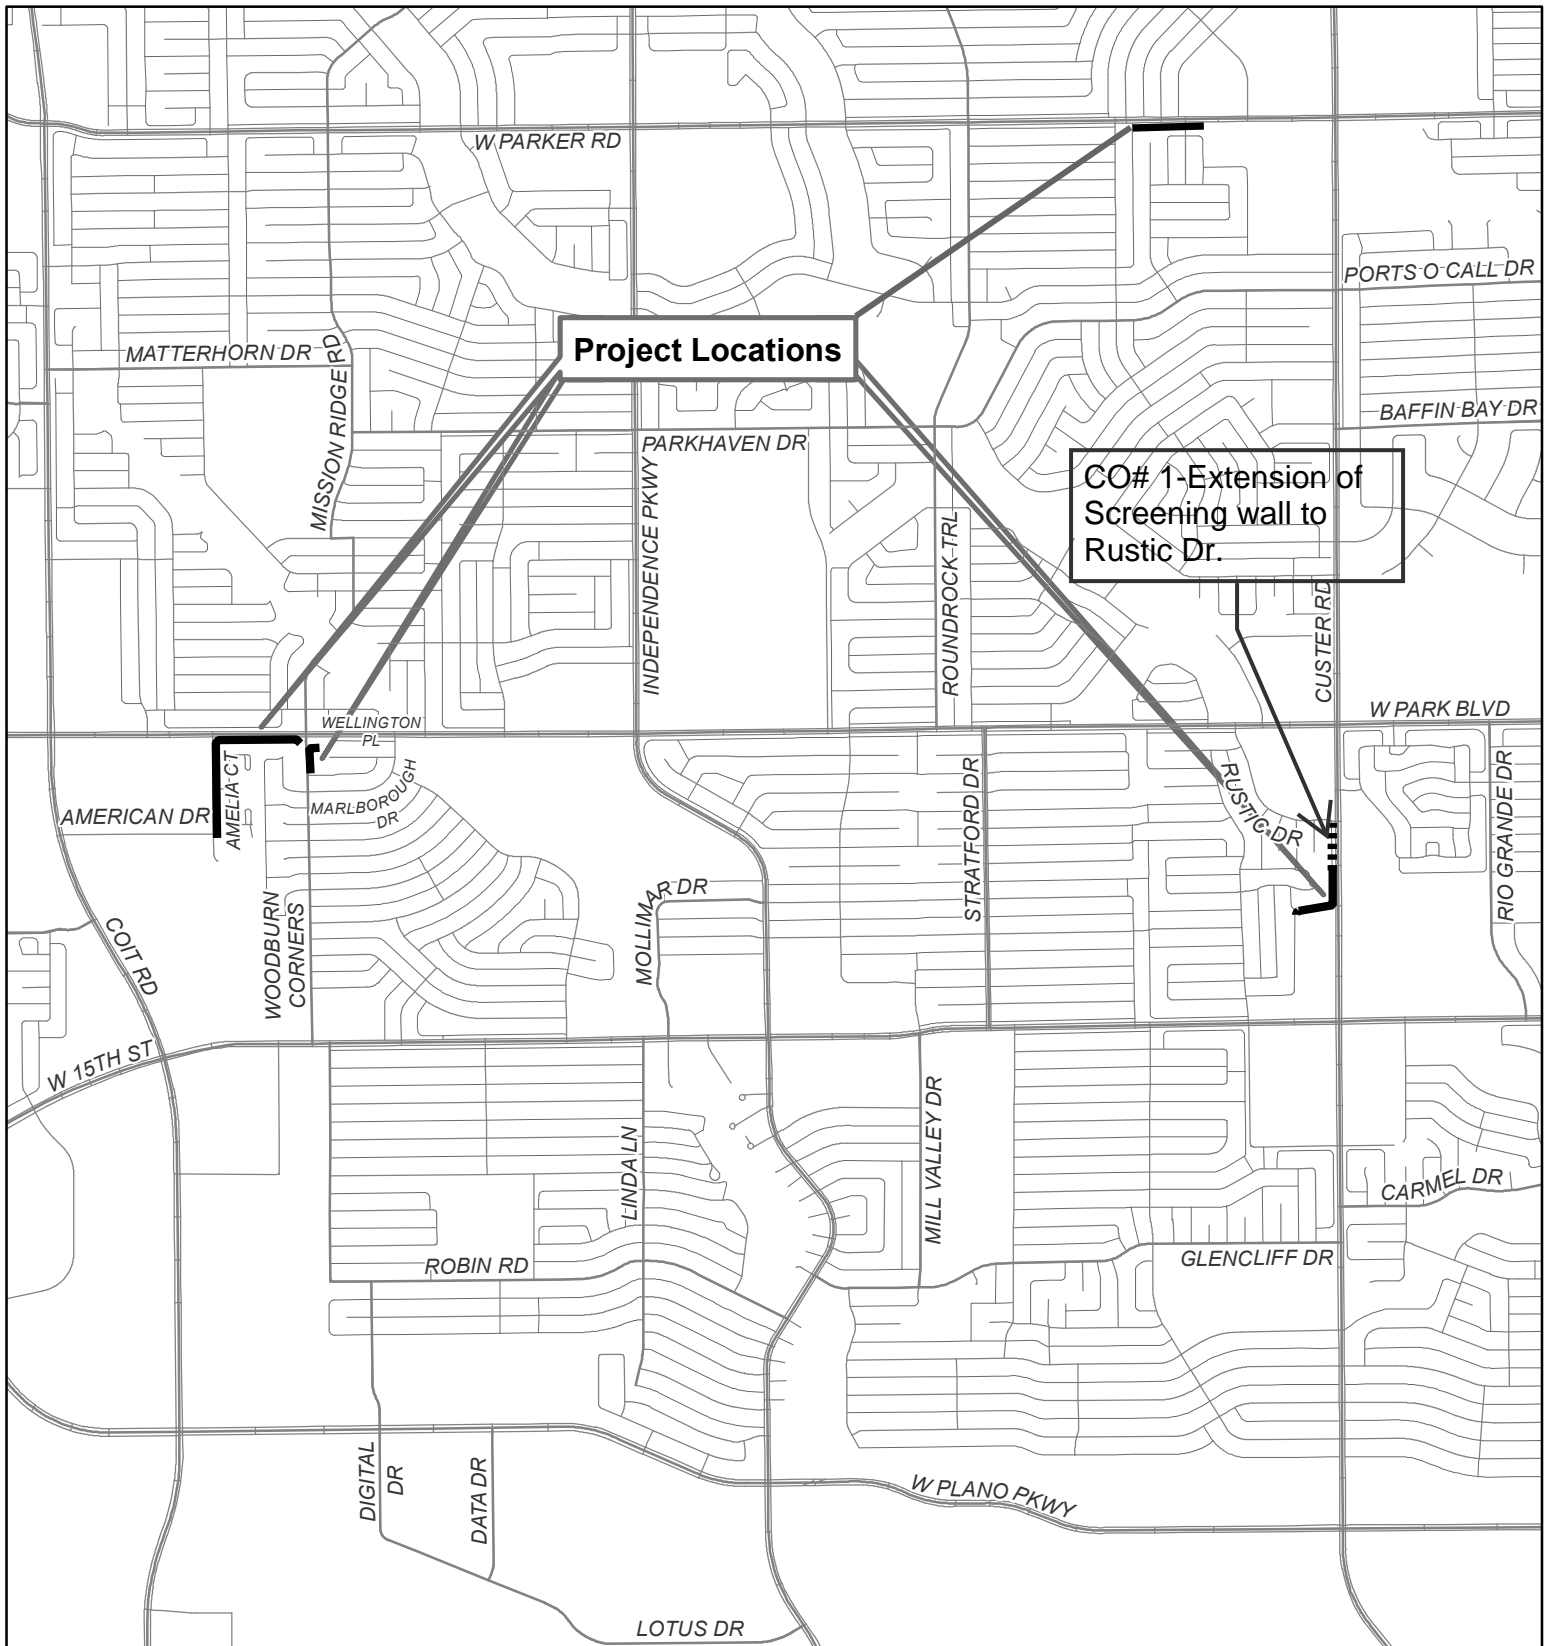 W PARKER RD
PORTS O CALL DR
Project Locations
MATTERHORN DR
MISSION RIDGE RD
BAFFIN BAY DR
PARKHAVEN DR
INDEPENDENCE PKWY
CO# 1-Extension of
Screening wall to
Rustic Dr.
ROUNDROCK TRL
CUSTER RD
W PARK BLVD
WELLINGTON
PL
AMELIA CT
AMERICAN DR
MARLBOROUGH
DR
STRATFORD DR
RUSTIC DR
RIO GRANDE DR
MOLLIMAR DR
COIT RD
WOODBURN
CORNERS
W 15TH ST
LINDA LN
MILL VALLEY DR
CARMEL DR
ROBIN RD
GLENCLIFF DR
DIGITAL
DR
DATA DR
W PLANO PKWY
LOTUS DR